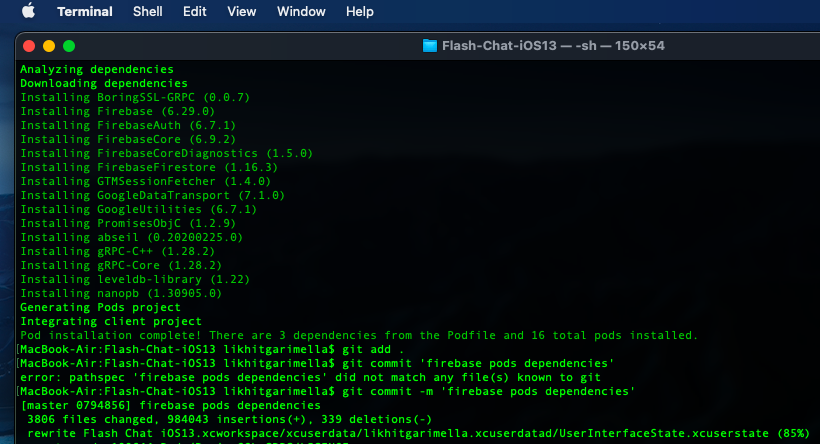 Terminal Shell Edit View Window Help
Flash-Chat-iOS13 — -sh — 150×54
Analyzing dependencies
Downloading dependencies
Installing BoringSSL-GRPC (0.0.7)
Installing Firebase (6.29.0)
Installing FirebaseAuth (6.7.1)
Installing FirebaseCore (6.9.2)
Installing FirebaseCoreDiagnostics (1.5.0)
Installing FirebaseFirestore (1.16.3)
Installing GTMSessionFetcher (1.4.0)
Installing GoogleDataTransport (7.1.0)
Installing GoogleUtilities (6.7.1)
Installing PromisesObjC (1.2.9)
Installing abseil (0.20200225.0)
Installing gRPC-C++ (1.28.2)
Installing gRPC-Core (1.28.2)
Installing leveldb-library (1.22)
Installing nanopb (1.30905.0)
Generating Pods project
Integrating client project
Pod installation complete! There are 3 dependencies from the Podfile and 16 total pods installed.
[MacBook-Air:Flash-Chat-iOS13 likhitgarimella$ git add .
[MacBook-Air:Flash-Chat-iOS13 likhitgarimella$ git commit 'firebase pods dependencies'
error: pathspec 'firebase pods dependencies' did not match any file(s) known to git
[MacBook-Air:Flash-Chat-iOS13 likhitgarimella$ git commit -m 'firebase pods dependencies'
[master 0794856] firebase pods dependencies
3806 files changed, 984043 insertions(+), 339 deletions(-)
rewrite Flash Chat iOS13.xcworkspace/xcuserdata/likhitgarimella.xcuserdatad/UserInterfaceState.xcuserstate (85%)